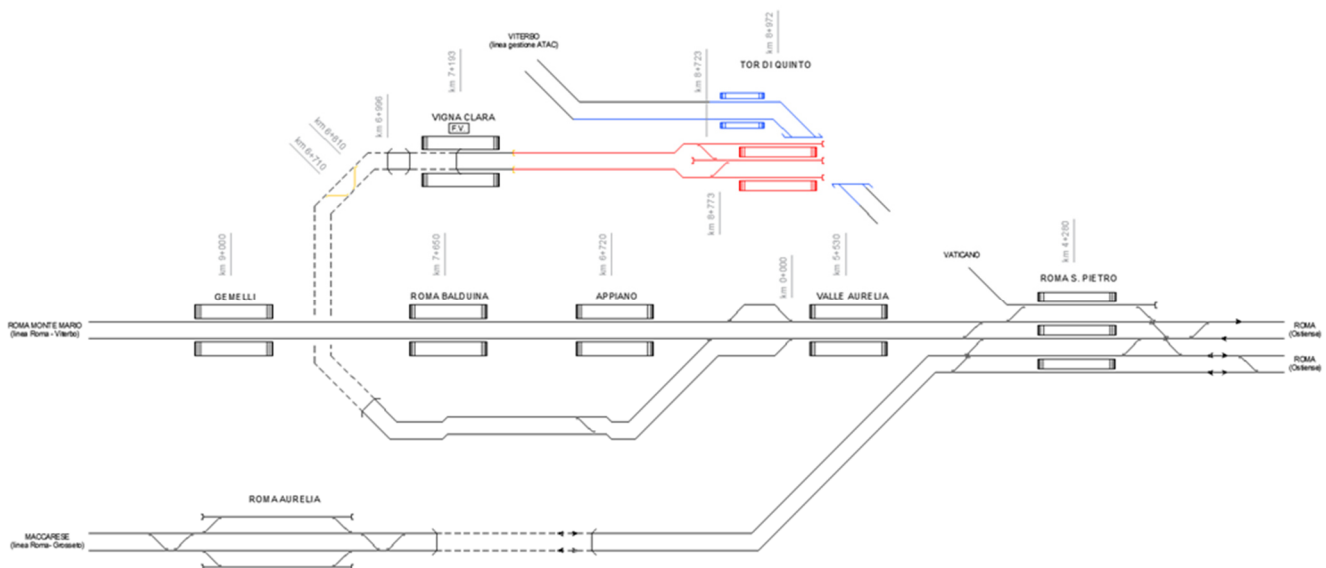 VITERBO
(linea gestione ATAC)
km 8+972
TOR DI QUINTO
km 8+723
km 7+193
km 6+996
VIGNA CLARA
F.V.
km 6+810
km 6+710
km 8+773
km 9+000
km 7+650
km 6+720
km 0+000
km 5+530
km 4+280
VATICANO
GEMELLI
ROMA BALDUINA
APPIANO
VALLE AURELIA
ROMA S. PIETRO
ROMA MONTE MARIO
(linea Roma - Viterbo)
ROMA
(Ostiense)
ROMA
(Ostiense)
ROMA AURELIA
MACCARESE
(linea Roma- Grosseto)